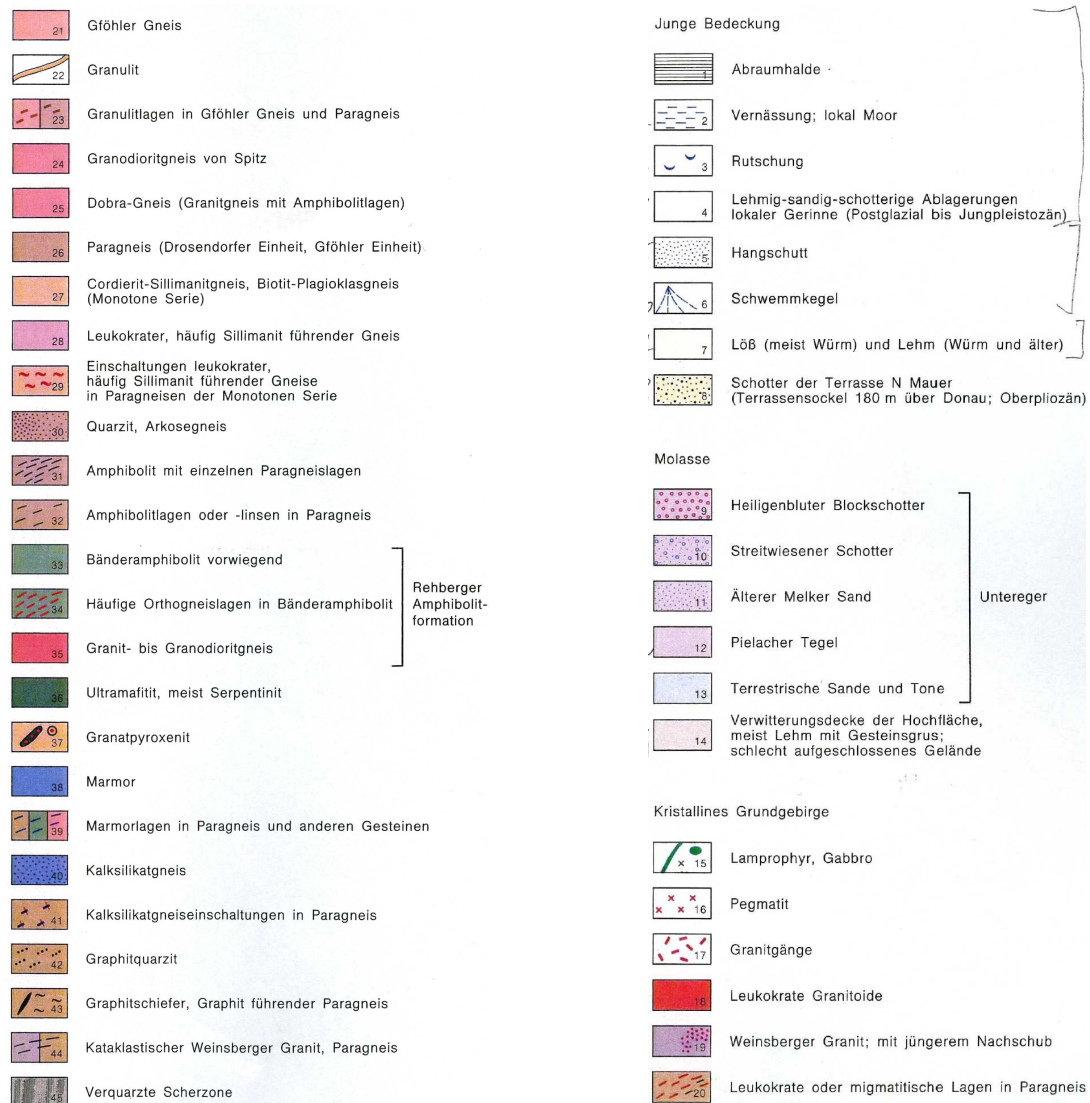 21 Gföhler Gneis
22 Granulit
23 Granulitlagen in Gföhler Gneis und Paragneis
24 Granodioritgneis von Spitz
25 Dobra-Gneis (Granitgneis mit Amphibolitlagen)
26 Paragneis (Drosendorfer Einheit, Gföhler Einheit)
27 Cordierit-Sillimanitgneis, Biotit-Plagioklasgneis
(Monotone Serie)
28 Leukokrater, häufig Sillimanit führender Gneis
29 Einschaltungen leukokrater,
häufig Sillimanit führender Gneise
in Paragneisen der Monotonen Serie
30 Quarzit, Arkosegneis
31 Amphibolit mit einzelnen Paragneislagen
32 Amphibolitlagen oder -linsen in Paragneis
33 Bänderamphibolit vorwiegend
34 Häufige Orthogneislagen in Bänderamphibolit
35 Granit- bis Granodioritgneis
Rehberger
Amphibolit-
formation
36 Ultramafitit, meist Serpentinit
37 Granatpyroxenit
38 Marmor
39 Marmorlagen in Paragneis und anderen Gesteinen
40 Kalksilikatgneis
41 Kalksilikatgneiseinschaltungen in Paragneis
42 Graphitquarzit
43 Graphitschiefer, Graphit führender Paragneis
44 Kataklastischer Weinsberger Granit, Paragneis
45 Verquarzte Scherzone
Junge Bedeckung
1 Abraumhalde
2 Vernässung; lokal Moor
3 Rutschung
4 Lehmig-sandig-schotterige Ablagerungen
lokaler Gerinne (Postglazial bis Jungpleistozän)
5 Hangschutt
6 Schwemmkegel
7 Löß (meist Würm) und Lehm (Würm und älter)
8 Schotter der Terrasse N Mauer
(Terrassensockel 180 m über Donau; Oberpliozän)
Molasse
9 Heiligenbluter Blockschotter
10 Streitwiesener Schotter
11 Älterer Melker Sand
12 Pielacher Tegel
13 Terrestrische Sande und Tone
Untereger
14 Verwitterungsdecke der Hochfläche,
meist Lehm mit Gesteinsgrus;
schlecht aufgeschlossenes Gelände
Kristallines Grundgebirge
15 Lamprophyr, Gabbro
16 Pegmatit
17 Granitgänge
18 Leukokrate Granitoide
19 Weinsberger Granit; mit jüngerem Nachschub
20 Leukokrate oder migmatitische Lagen in Paragneis